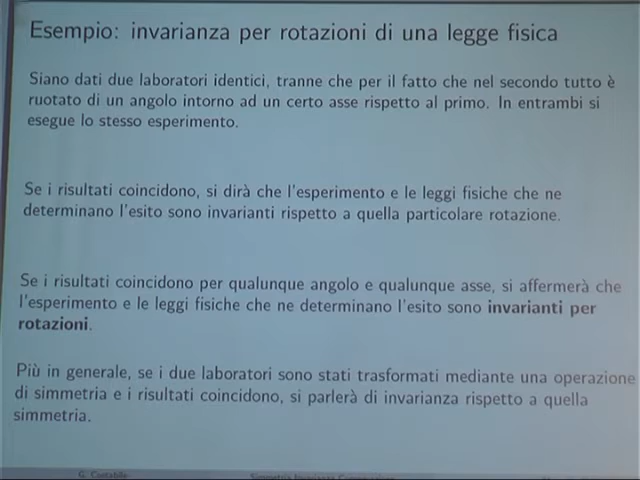 Esempio: invarianza per rotazioni di una legge fisica
Siano dati due laboratori identici, tranne che per il fatto che nel secondo tutto è
ruotato di un angolo intorno ad un certo asse rispetto al primo. In entrambi si
esegue lo stesso esperimento.
Se i risultati coincidono, si dirà che l'esperimento e le leggi fisiche che ne
determinano l'esito sono invarianti rispetto a quella particolare rotazione.
Se i risultati coincidono per qualunque angolo e qualunque asse, si affermerà che
l'esperimento e le leggi fisiche che ne determinano l'esito sono invarianti per
rotazioni.
Più in generale, se i due laboratori sono stati trasformati mediante una operazione
di simmetria e i risultati coincidono, si parlerà di invarianza rispetto a quella
simmetria.